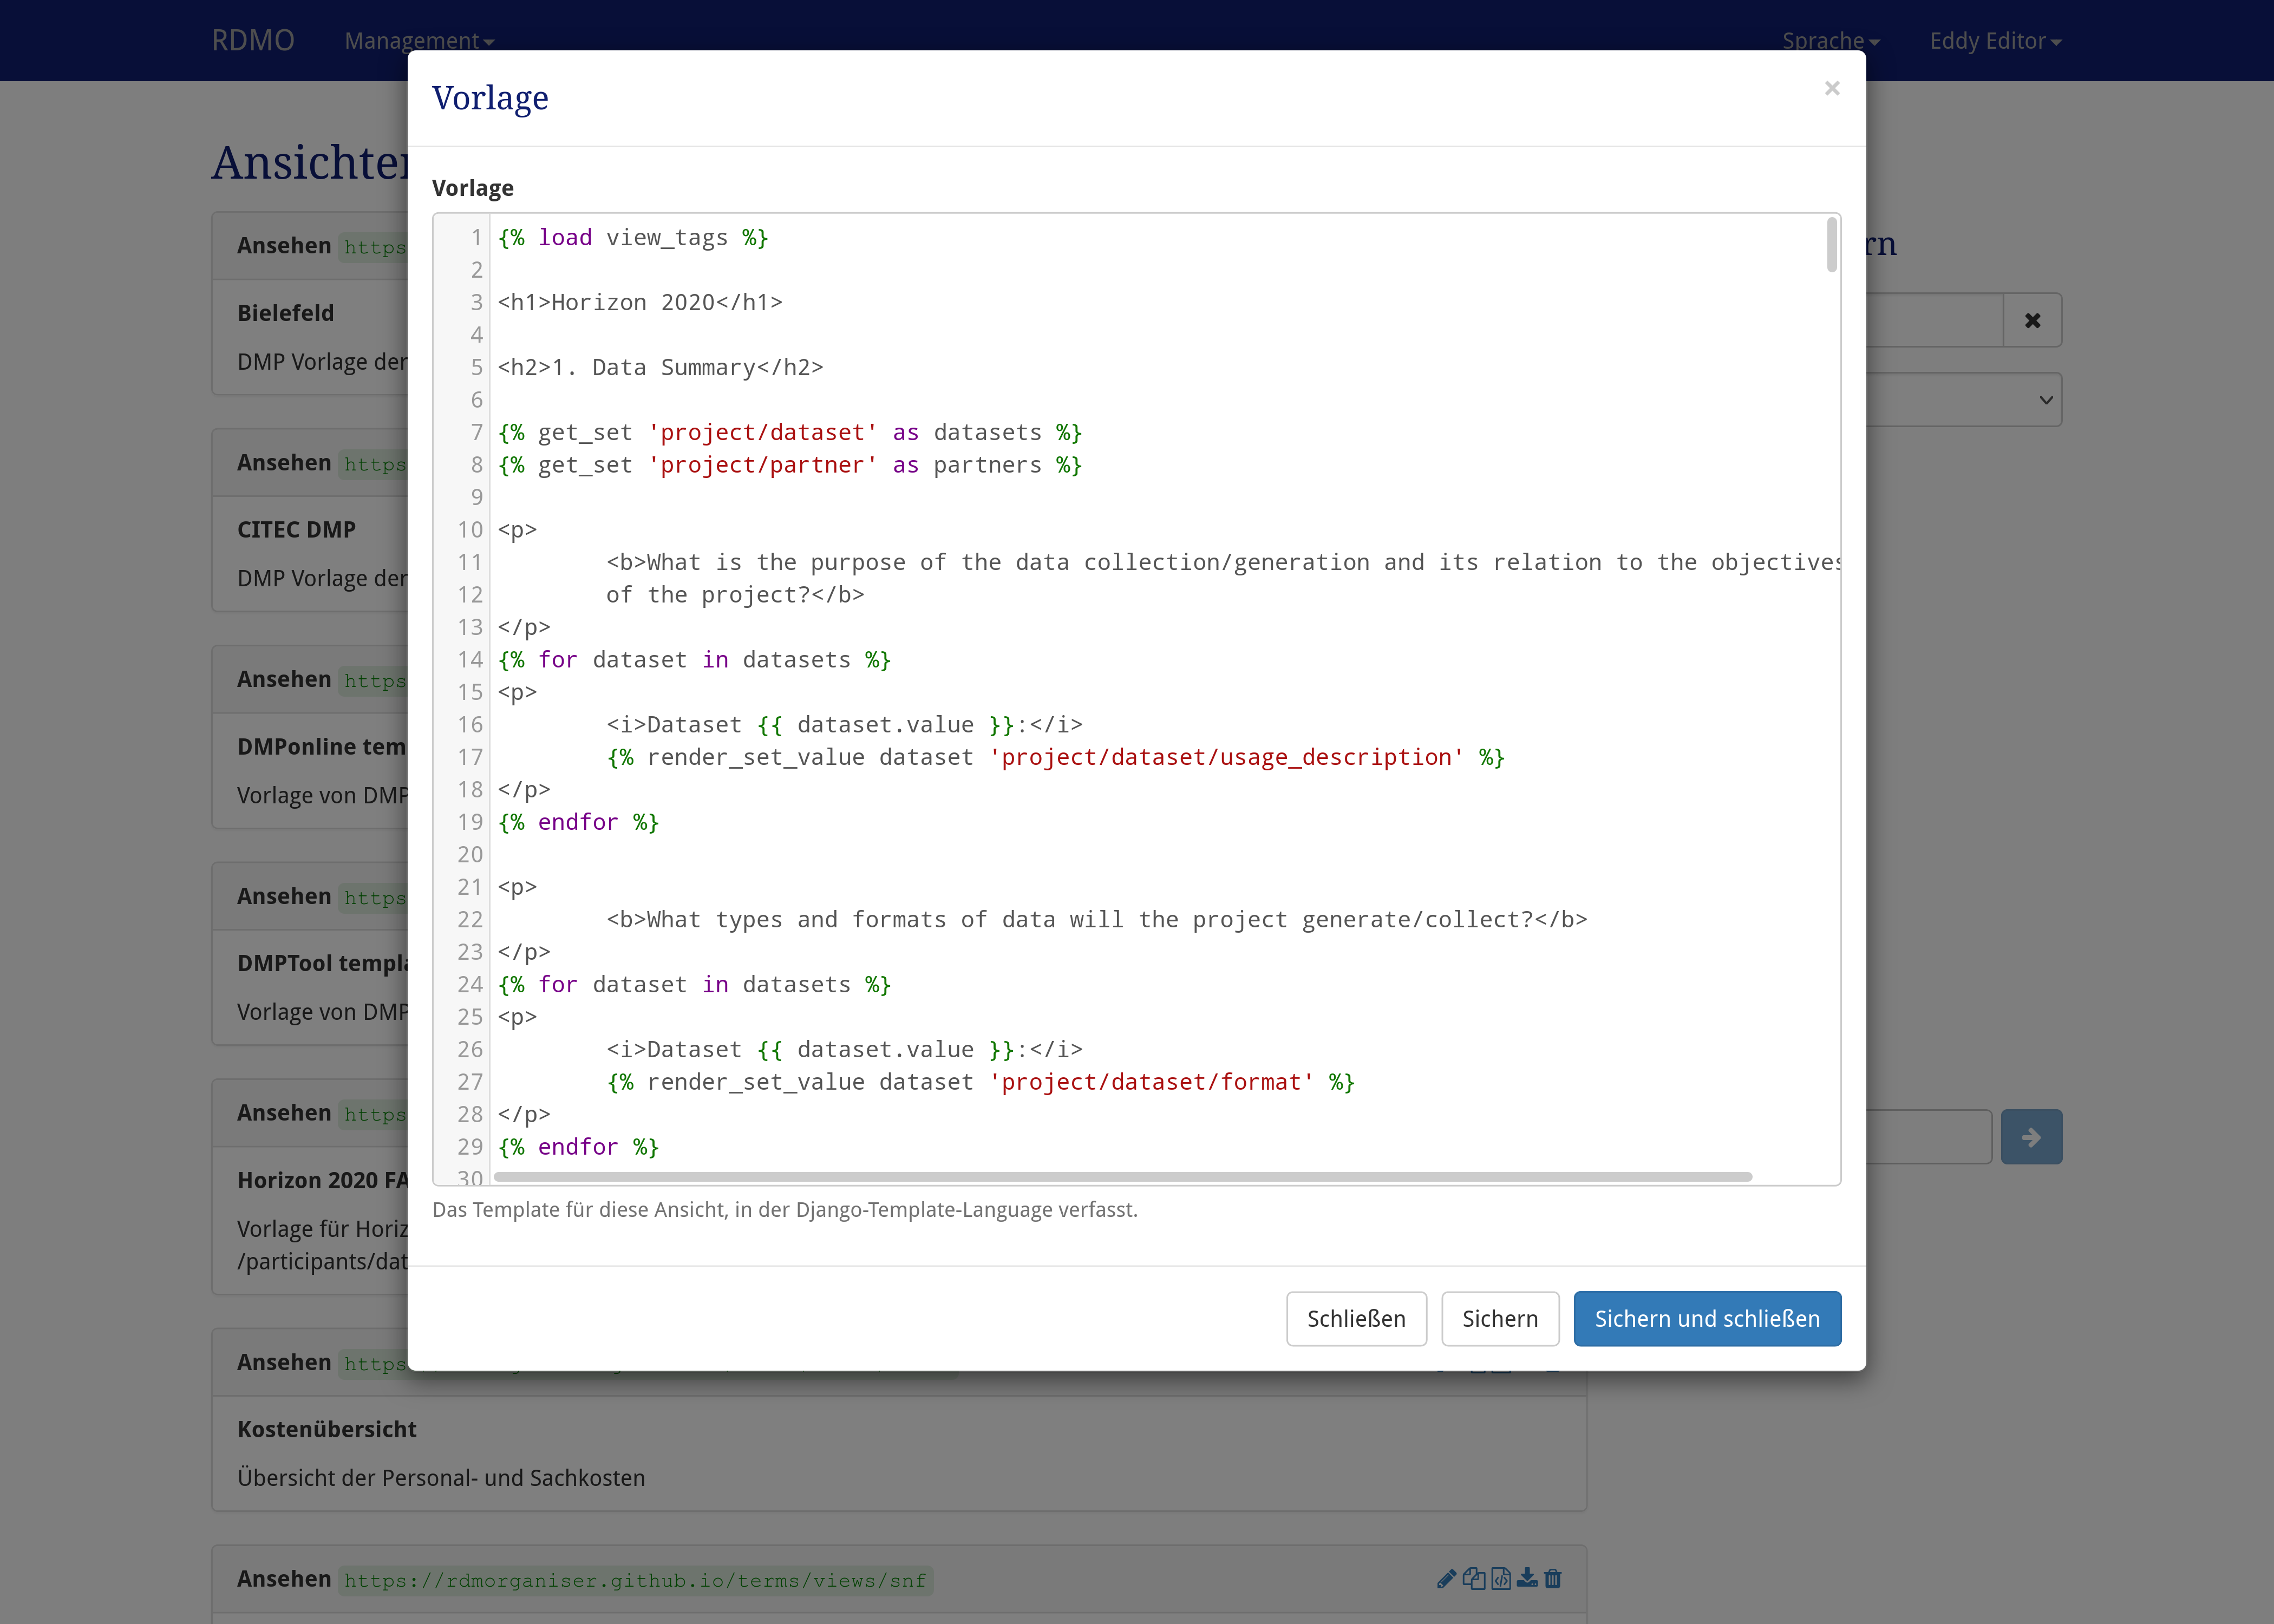 RDMO Management Sprache Eddy Editor
Vorlage
×
Vorlage
1 {% load view_tags %}
2
3 <h1>Horizon 2020</h1>
4
5 <h2>1. Data Summary</h2>
6
7 {% get_set 'project/dataset' as datasets %}
8 {% get_set 'project/partner' as partners %}
9
10 <p>
11 <b>What is the purpose of the data collection/generation and its relation to the objectives
12 of the project?</b>
13 </p>
14 {% for dataset in datasets %}
15 <p>
16 <i>Dataset {{ dataset.value }}:</i>
17 {% render_set_value dataset 'project/dataset/usage_description' %}
18 </p>
19 {% endfor %}
20
21 <p>
22 <b>What types and formats of data will the project generate/collect?</b>
23 </p>
24 {% for dataset in datasets %}
25 <p>
26 <i>Dataset {{ dataset.value }}:</i>
27 {% render_set_value dataset 'project/dataset/format' %}
28 </p>
29 {% endfor %}
30
Das Template für diese Ansicht, in der Django-Template-Language verfasst.
Schließen Sichern Sichern und schließen
Ansichten
Ansehen https
Bielefeld
DMP Vorlage der
Ansehen https
CITEC DMP
DMP Vorlage der
Ansehen https
DMPonline tem
Vorlage von DMP
Ansehen https
DMPTool templa
Vorlage von DMP
Ansehen https
Horizon 2020 FA
Vorlage für Horiz
/participants/dat
Ansehen https
Kostenübersicht
Übersicht der Personal- und Sachkosten
Ansehen https://rdmorganiser.github.io/terms/views/snf
rn